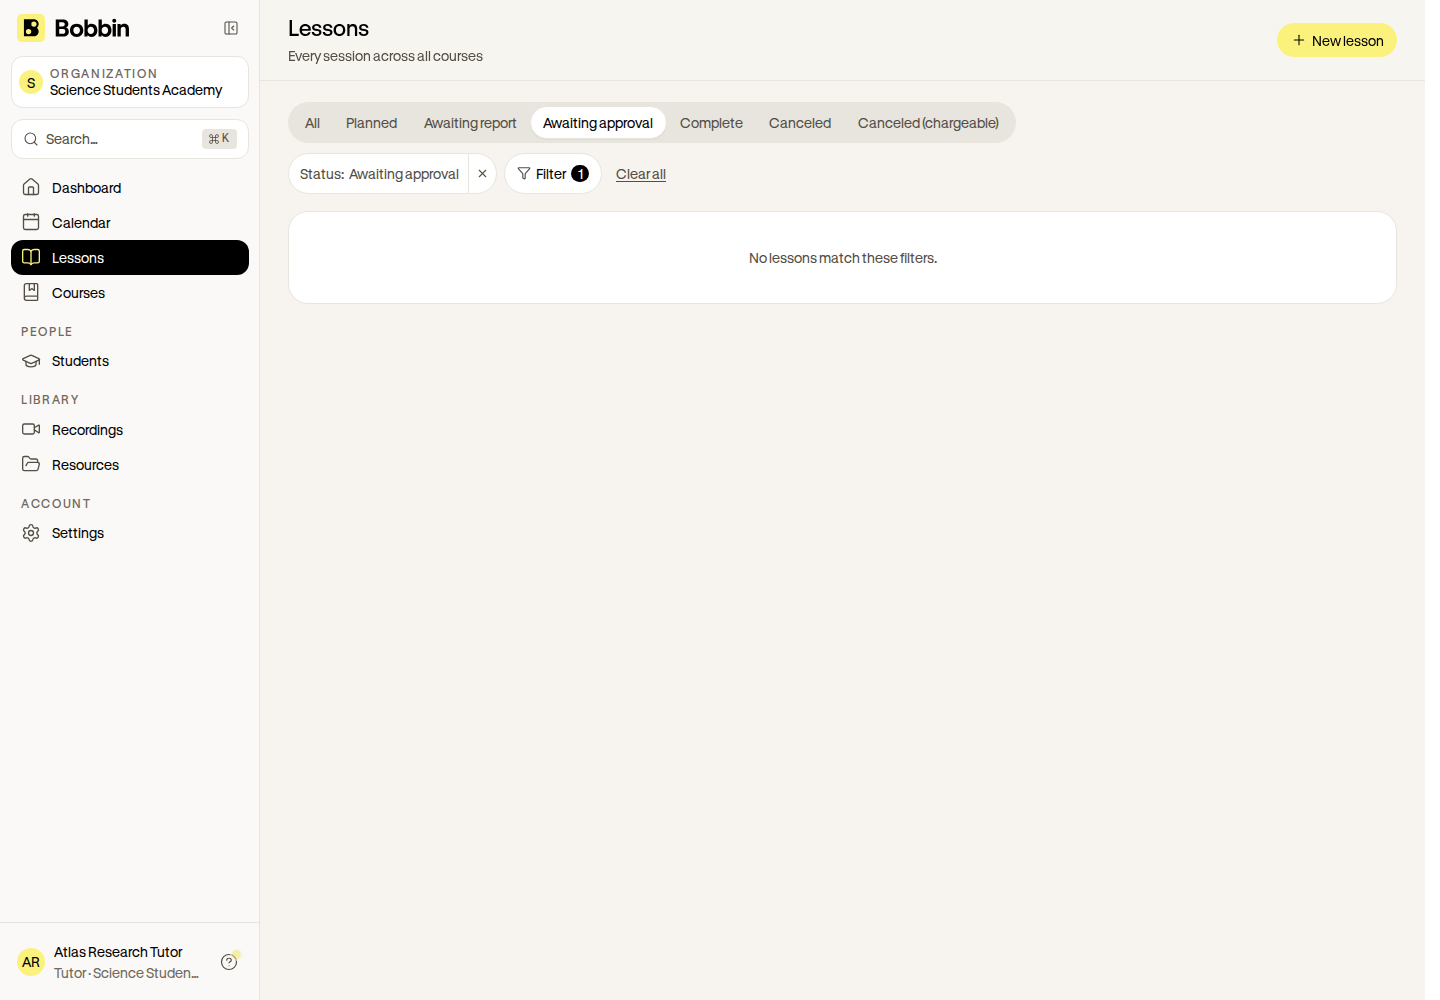 Bobbin
ORGANIZATION
S
Science Students Academy
Search...
⌘ K
Dashboard
Calendar
Lessons
Courses
PEOPLE
Students
LIBRARY
Recordings
Resources
ACCOUNT
Settings
AR
Atlas Research Tutor
Tutor · Science Studen...
Lessons
Every session across all courses
New lesson
All
Planned
Awaiting report
Awaiting approval
Complete
Canceled
Canceled (chargeable)
Status: Awaiting approval
Filter 1
Clear all
No lessons match these filters.